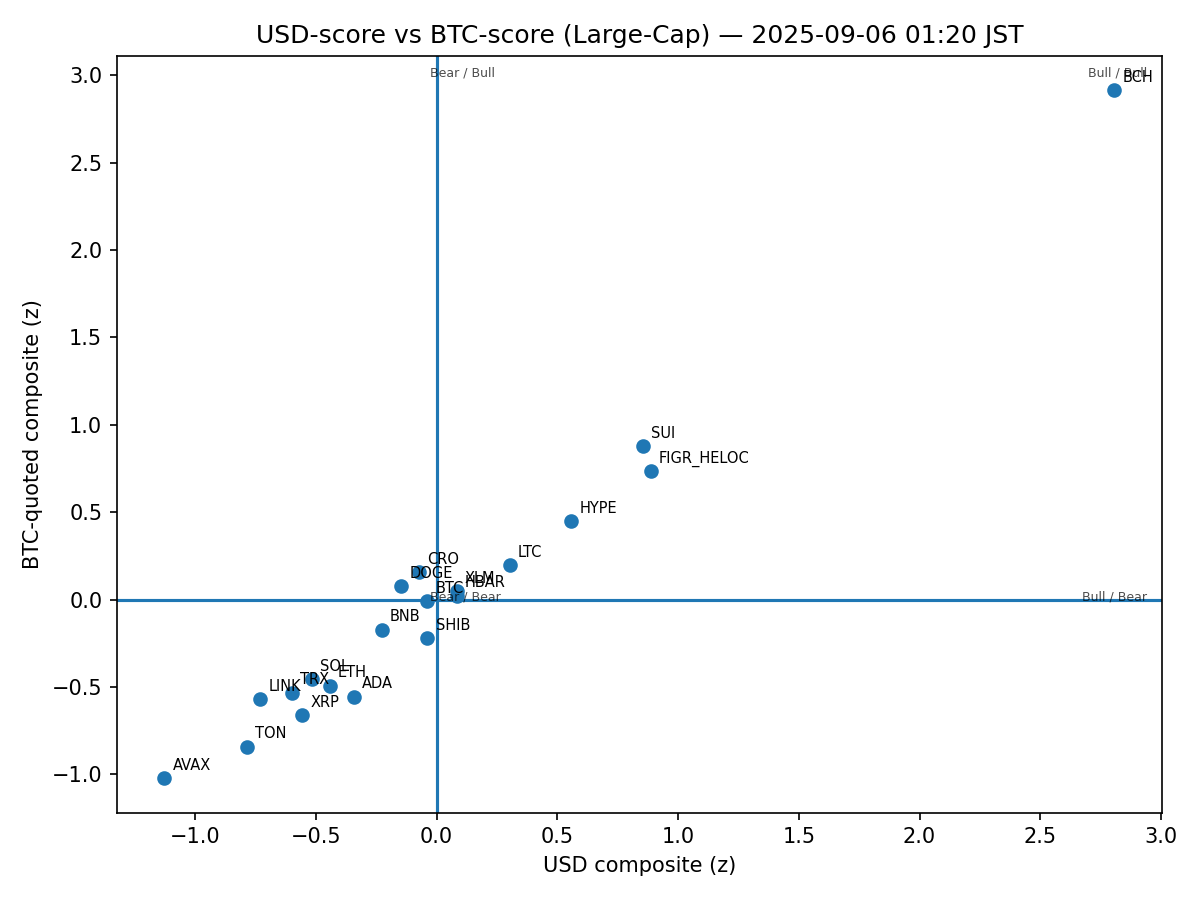 USD-score vs BTC-score (Large-Cap) — 2025-09-06 01:20 JST
BTC-quoted composite (z)
3.0
2.5
2.0
1.5
1.0
0.5
0.0
−0.5
−1.0
Bear / Bull
Bull / Bull
BCH
SUI
FIGR_HELOC
HYPE
LTC
CRO
DOGE
XLM
HBAR
BTC
Bear / Bear
Bull / Bear
BNB
SHIB
SOL
ETH
TRX
LINK
ADA
XRP
TON
AVAX
−1.0
−0.5
0.0
0.5
1.0
1.5
2.0
2.5
3.0
USD composite (z)